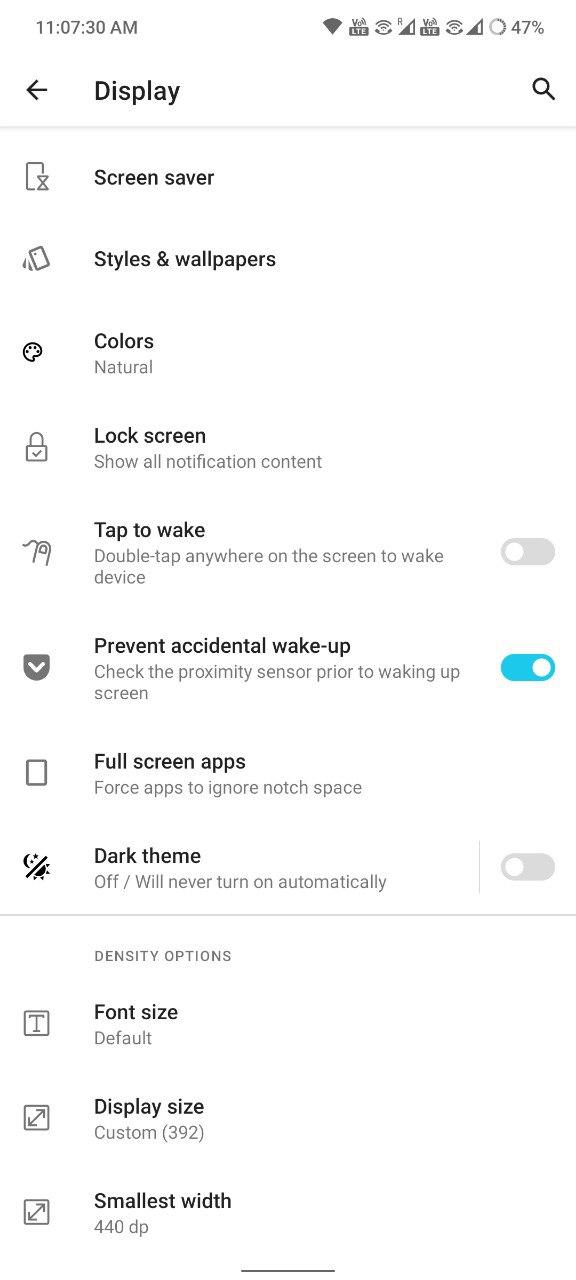 11:07:30 AM
Vo)
LTE
R
Vo)
LTE
47%
Display
Screen saver
Styles & wallpapers
Colors
Natural
Lock screen
Show all notification content
Tap to wake
Double-tap anywhere on the screen to wake
device
Prevent accidental wake-up
Check the proximity sensor prior to waking up
screen
Full screen apps
Force apps to ignore notch space
Dark theme
Off / Will never turn on automatically
DENSITY OPTIONS
Font size
Default
Display size
Custom (392)
Smallest width
440 dp